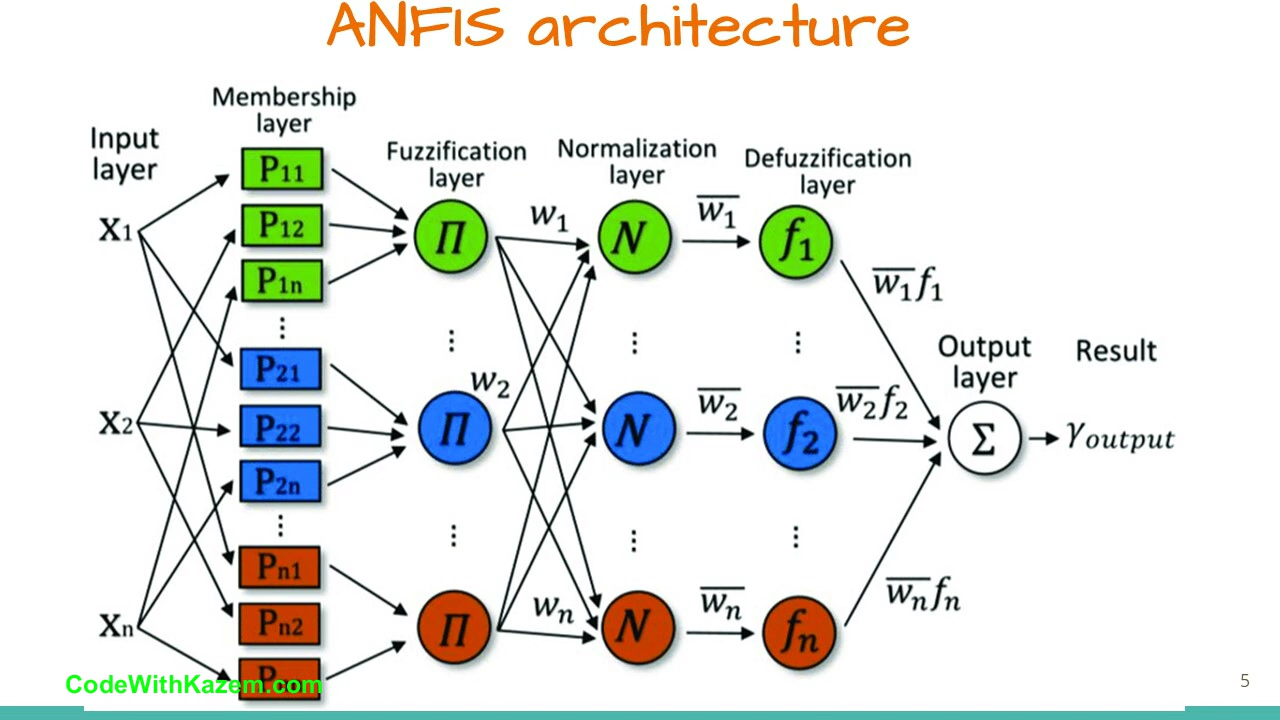 ANFIS architecture
Membership
layer
Input
layer
Fuzzification
layer
Normalization
layer
Defuzzification
layer
P₁₁
P₁₂
P₁ₙ
⋮
X₁
Π
w₁
N
w̅₁
f₁
w̅₁f₁
⋮
⋮
⋮
P₂₁
P₂₂
P₂ₙ
⋮
X₂
Π
w₂
N
w̅₂
f₂
w̅₂f₂
Output
layer
Σ
Result
γₒᵤₜₚᵤₜ
⋮
⋮
⋮
Pₙ₁
Pₙ₂
P
Xₙ
Π
wₙ
N
w̅ₙ
fₙ
w̅ₙfₙ
CodeWithKazem.com
5